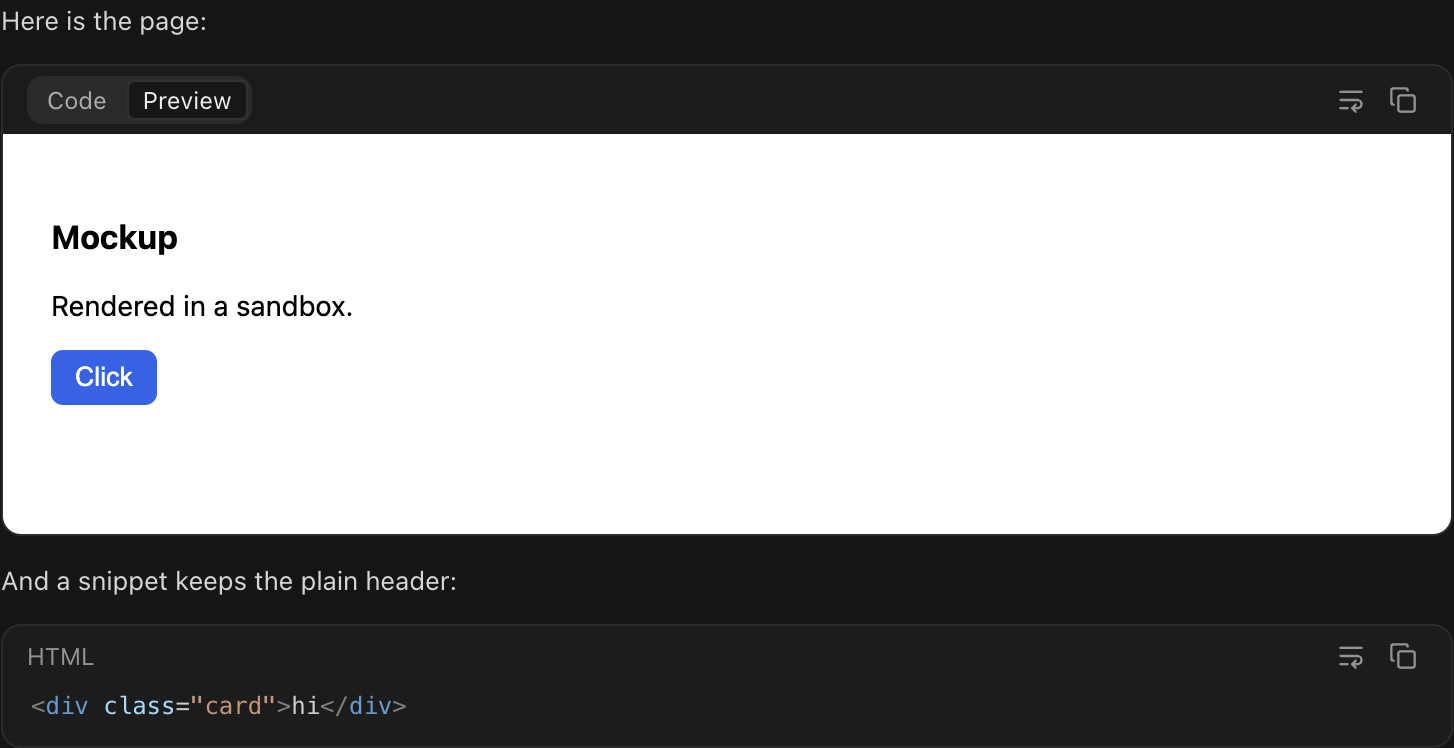 Here is the page:
Code Preview
Mockup
Rendered in a sandbox.
Click
And a snippet keeps the plain header:
HTML
<div class="card">hi</div>